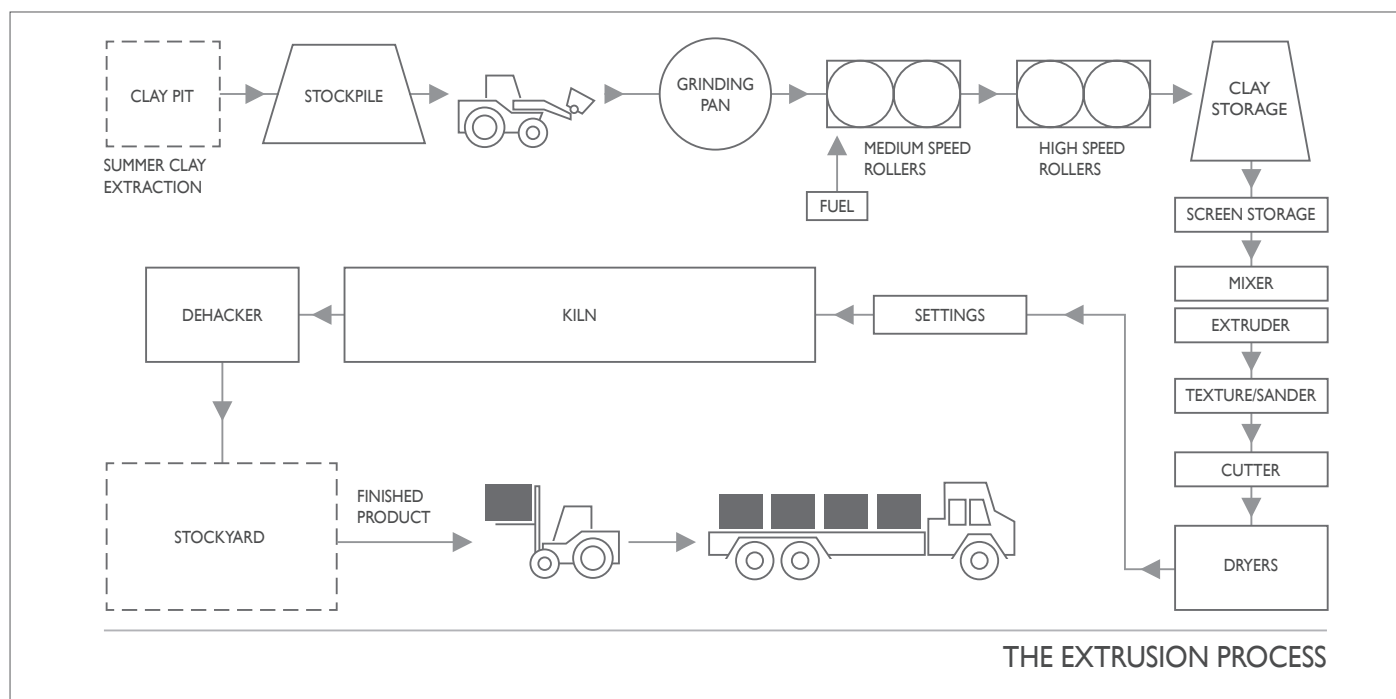 CLAY PIT
SUMMER CLAY
EXTRACTION
STOCKPILE
GRINDING
PAN
MEDIUM SPEED
ROLLERS
FUEL
HIGH SPEED
ROLLERS
CLAY
STORAGE
SCREEN STORAGE
MIXER
EXTRUDER
TEXTURE/SANDER
CUTTER
DRYERS
SETTINGS
KILN
DEHACKER
STOCKYARD
FINISHED
PRODUCT
THE EXTRUSION PROCESS